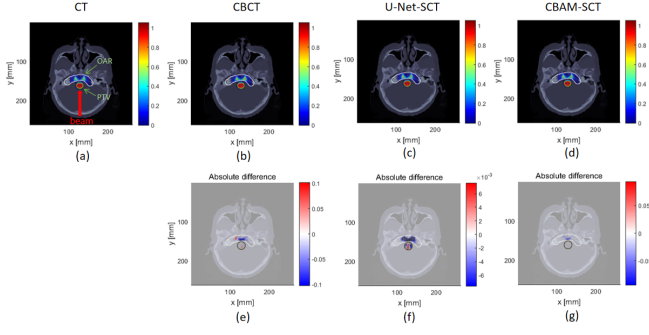 CT
CBCT
U-Net-SCT
CBAM-SCT
y [mm]
100
200
OAR
PTV
beam
100 200
x [mm]
1
0.8
0.6
0.4
0.2
0
(a)
y [mm]
100
200
100 200
x [mm]
1
0.8
0.6
0.4
0.2
0
(b)
y [mm]
100
200
100 200
x [mm]
1
0.8
0.6
0.4
0.2
0
(c)
y [mm]
100
200
100 200
x [mm]
1
0.8
0.6
0.4
0.2
0
(d)
Absolute difference
y [mm]
100
200
100 200
x [mm]
0.1
0.05
0
-0.05
-0.1
(e)
Absolute difference
×10⁻³
y [mm]
100
200
100 200
x [mm]
6
4
2
0
-2
-4
-6
(f)
Absolute difference
y [mm]
100
200
100 200
x [mm]
0.05
0
-0.05
(g)